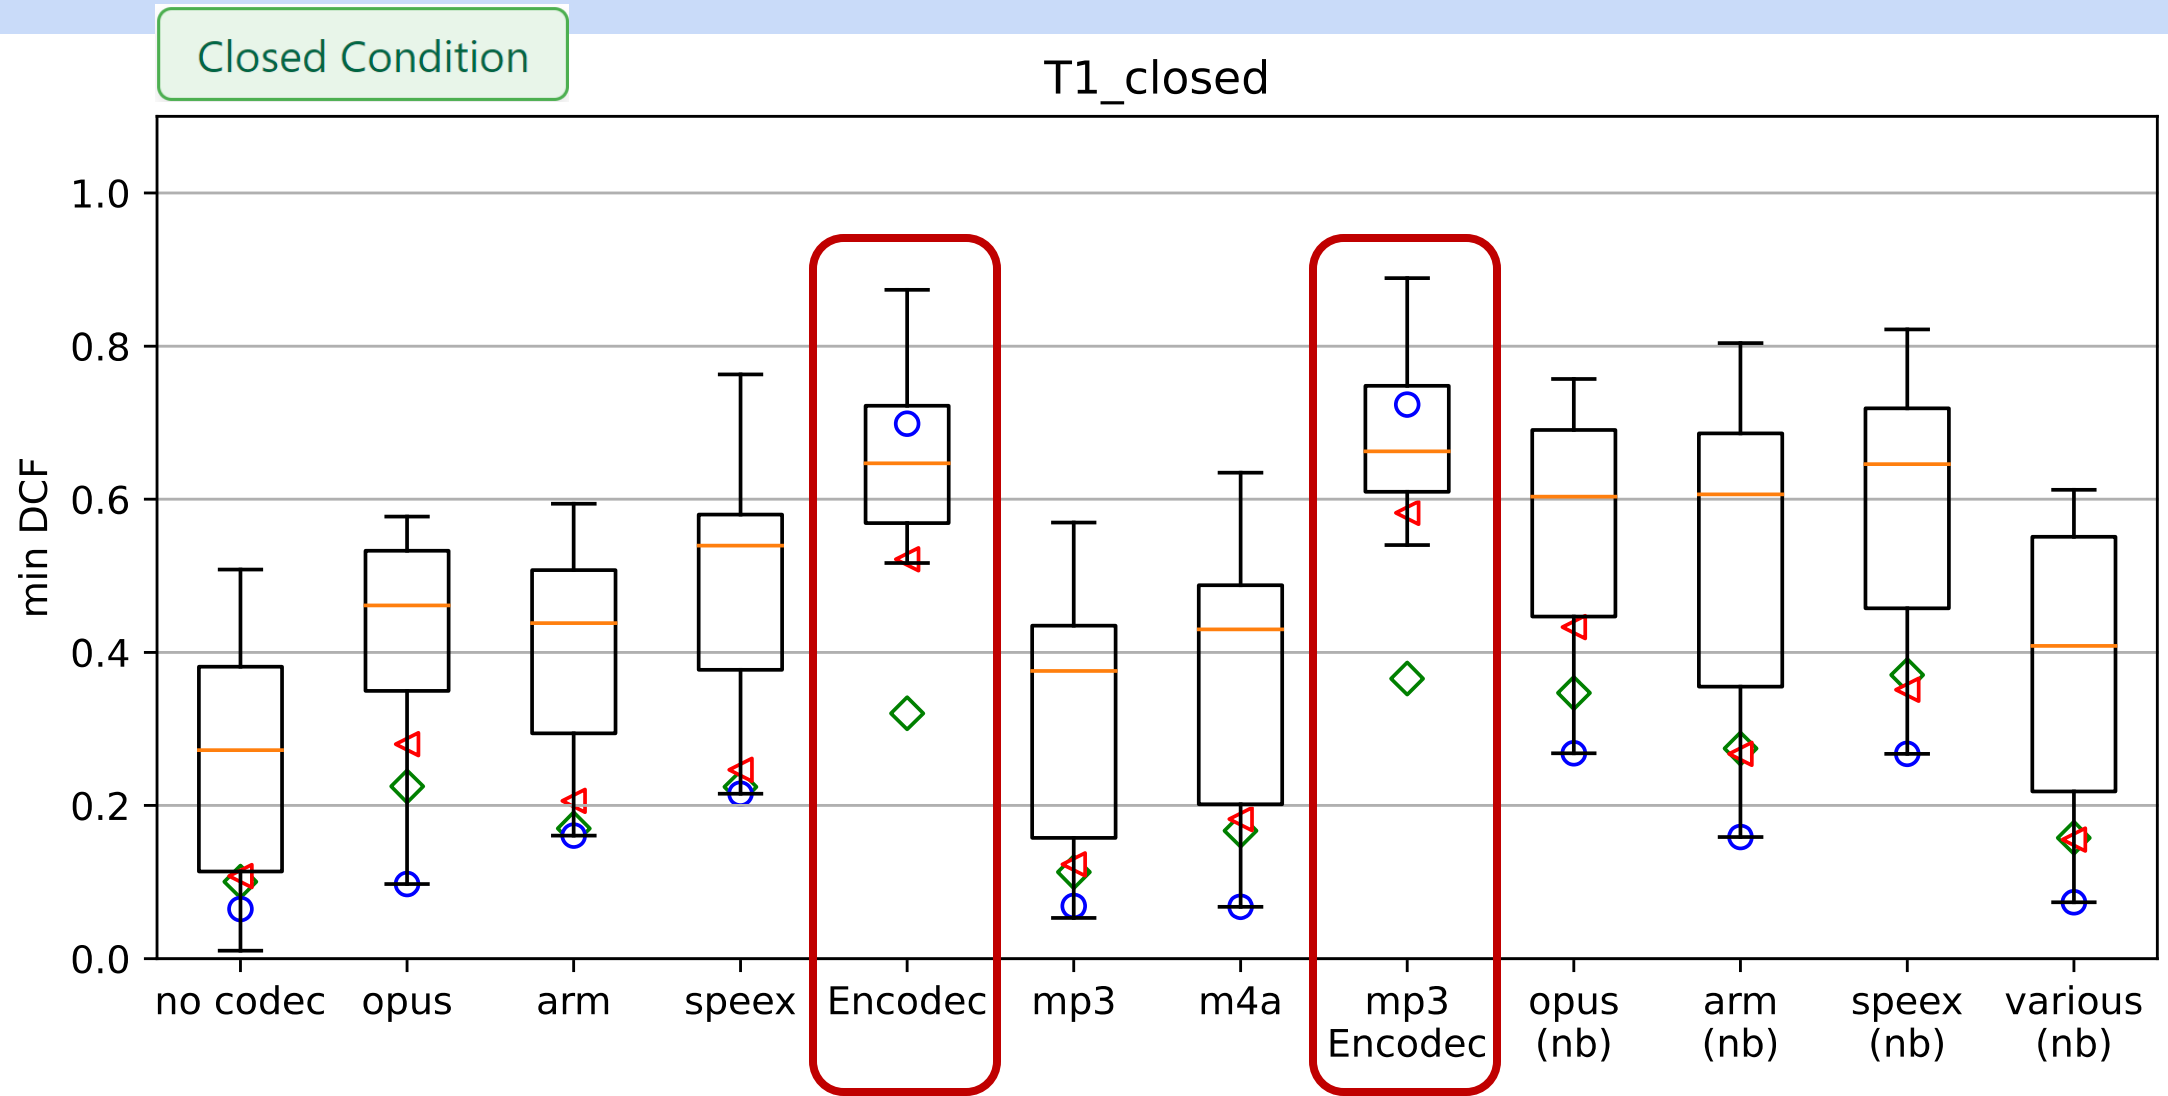 Closed Condition
T1_closed
min DCF
1.0
0.8
0.6
0.4
0.2
0.0
no codec opus arm speex Encodec mp3 m4a mp3 opus arm speex various
Encodec (nb) (nb) (nb) (nb)